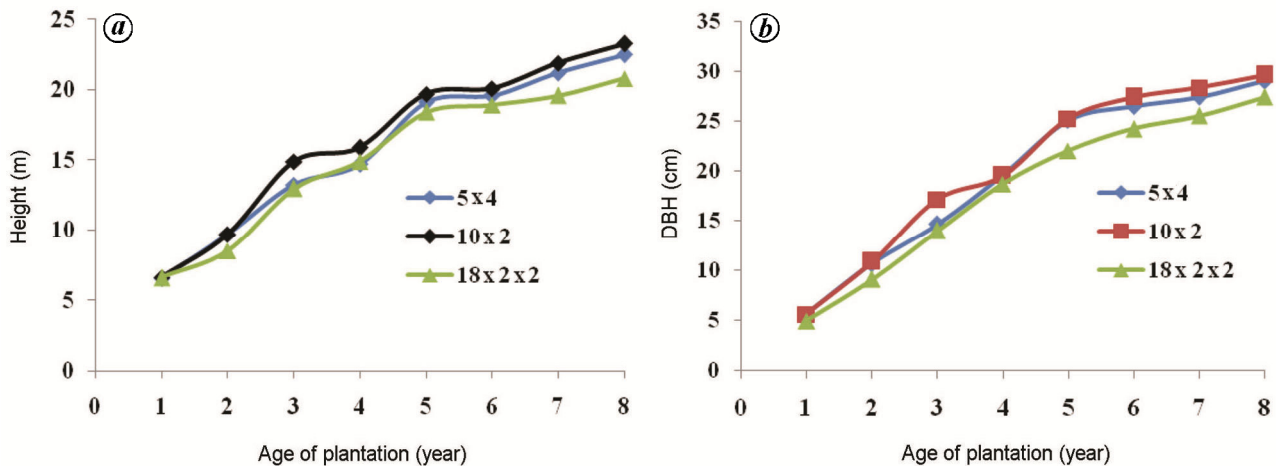 a
25
20
15
10
5
0
Height (m)
5 x 4
10 x 2
18 x 2 x 2
0 1 2 3 4 5 6 7 8
Age of plantation (year)
b
35
30
25
20
15
10
5
0
DBH (cm)
5 x 4
10 x 2
18 x 2 x 2
0 1 2 3 4 5 6 7 8
Age of plantation (year)